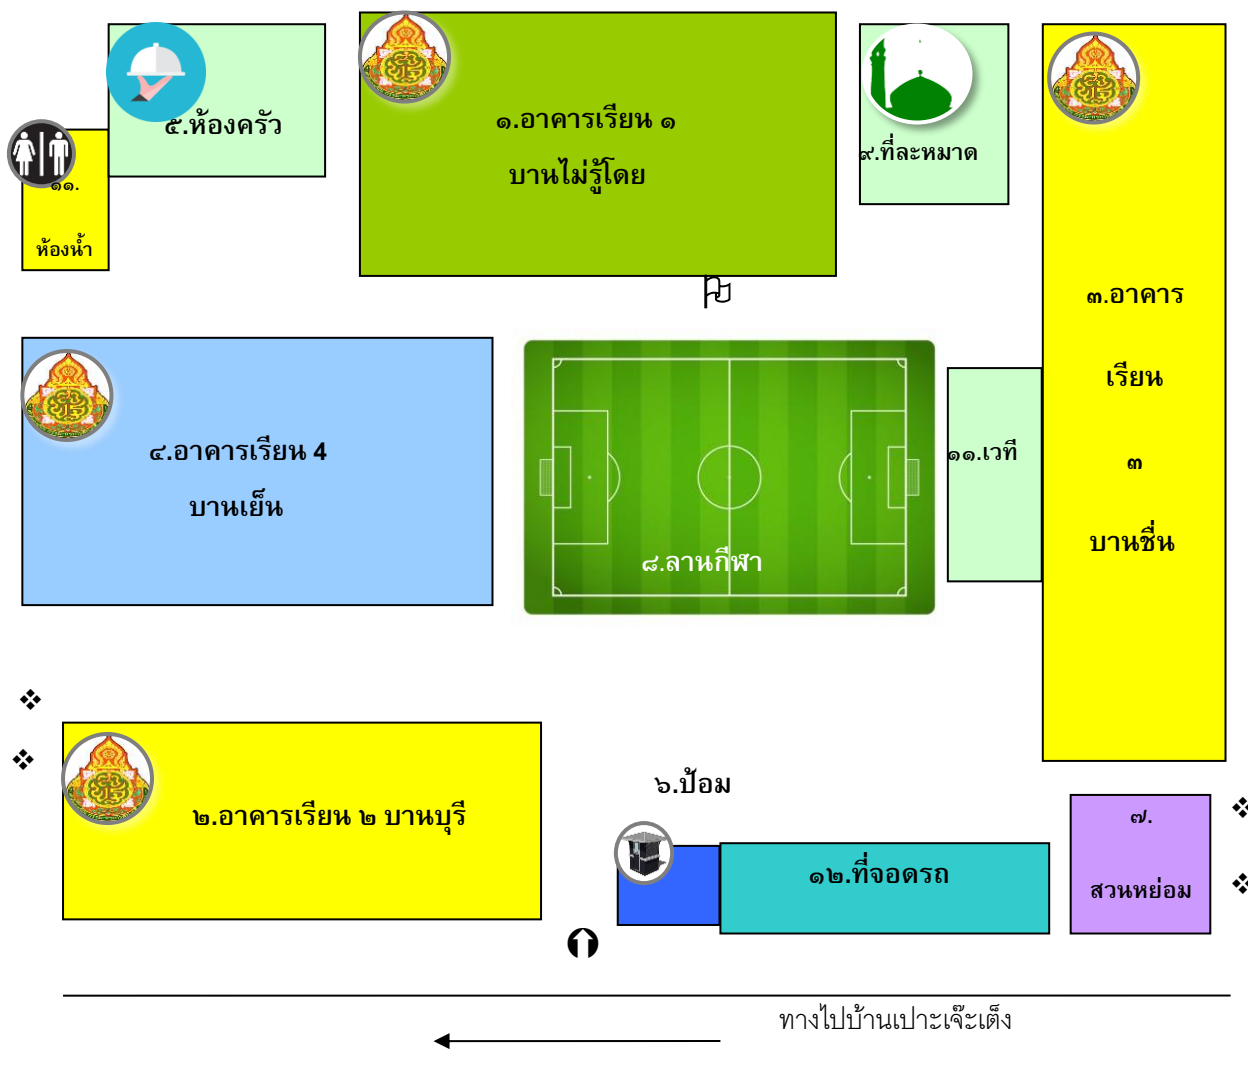 ๕.ห้องครัว
๑.อาคารเรียน ๑
บานไม่รู้โดย
๙.ที่ละหมาด
๑๑.
ห้องน้ำ
๓.อาคาร
เรียน
๓
บานชื่น
๔.อาคารเรียน 4
บานเย็น
๑๑.เวที
๘.ลานกีฬา
๒.อาคารเรียน ๒ บานบุรี
๖.ป้อม
๑๒.ที่จอดรถ
๗.
สวนหย่อม
ทางไปบ้านเปาะเจ๊ะเต็ง